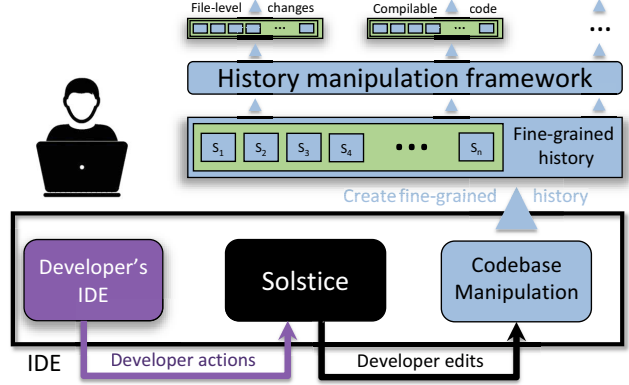 File-level changes
Compilable code
...
...
...
History manipulation framework
S1 S2 S3 S4 ... Sn
Fine-grained
history
Create fine-grained history
Developer's
IDE
Solstice
Codebase
Manipulation
Developer actions
Developer edits
IDE